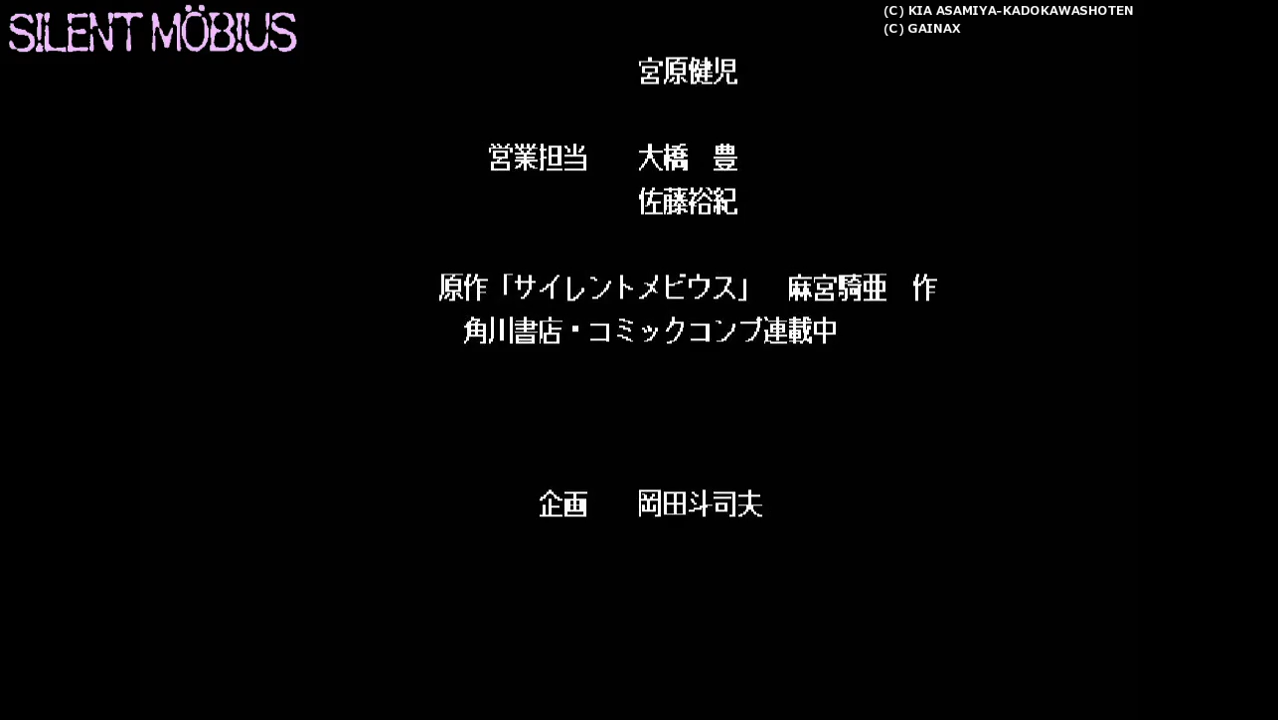 SILENT MÖBIUS
(C) KIA ASAMIYA-KADOKAWASHOTEN
(C) GAINAX
宮原健児
営業担当 大橋 豊
佐藤裕紀
原作「サイレントメビウス」 麻宮騎亜 作
角川書店・コミックコンプ連載中
企画 岡田斗司夫